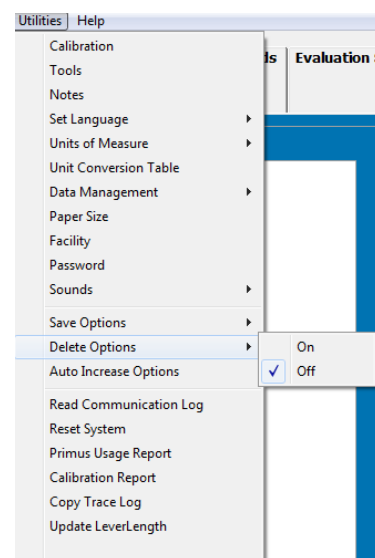 Utilities Help
Calibration
ds Evaluation
Tools
Notes
Set Language
Units of Measure
Unit Conversion Table
Data Management
Paper Size
Facility
Password
Sounds
Save Options
Delete Options On
Auto Increase Options Off
Read Communication Log
Reset System
Primus Usage Report
Calibration Report
Copy Trace Log
Update LeverLength